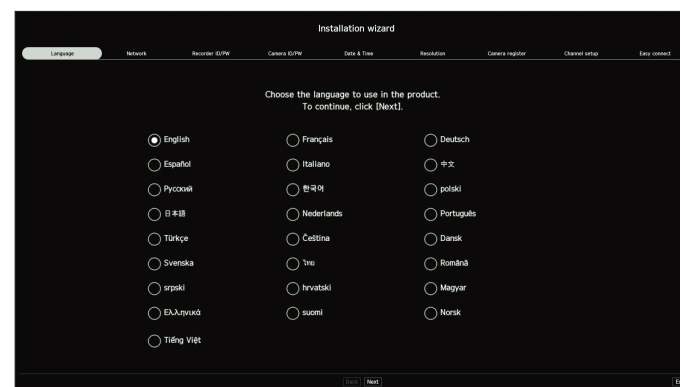 Installation wizard
Language Network Recorder ID/PW Camera ID/PW Date & Time Resolution Camera register Channel setup Easy connect
Choose the language to use in the product.
To continue, click [Next].
English Français Deutsch
Español Italiano 中文
Русский 한국어 polski
日本語 Nederlands Português
Türkçe Čeština Dansk
Svenska ไทย Română
srpski hrvatski Magyar
Ελληνικά suomi Norsk
Tiếng Việt
Back Next